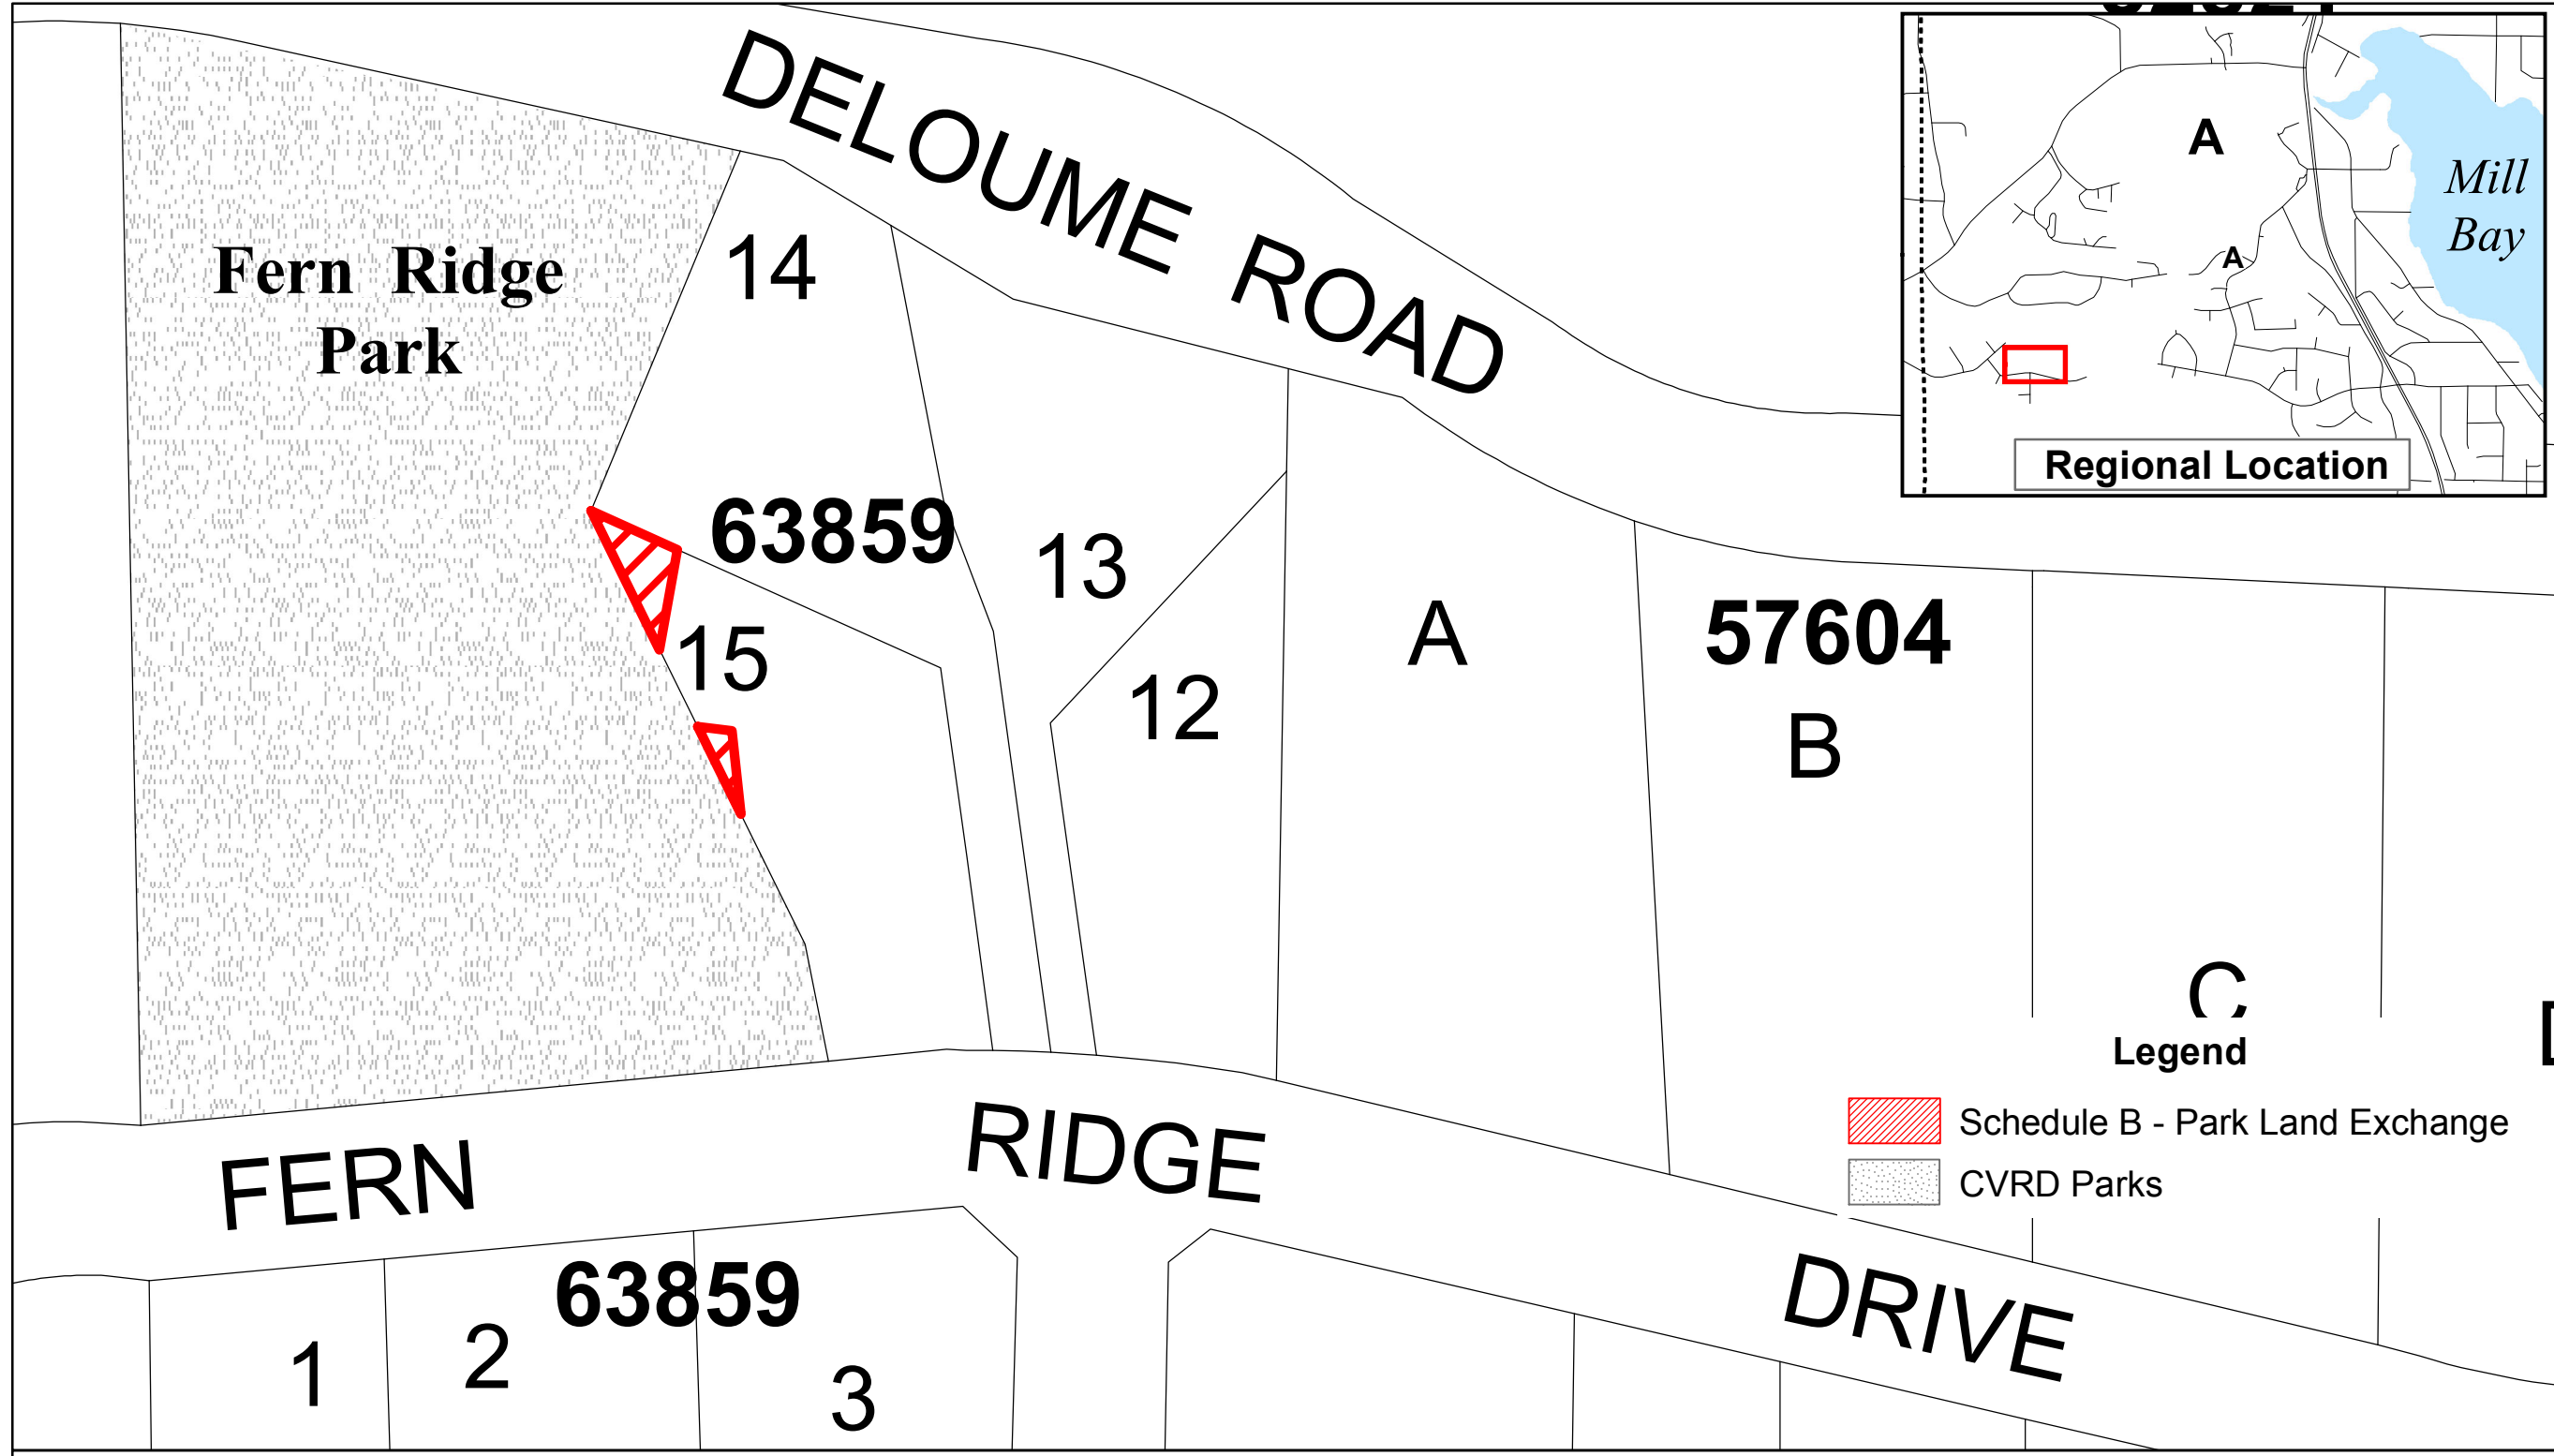 DELOUME ROAD
A
Mill
Bay
A
Regional Location
Fern Ridge
Park
14
63859
13
15
12
A
57604
B
C
Legend
Schedule B - Park Land Exchange
CVRD Parks
FERN RIDGE DRIVE
63859
1
2
3